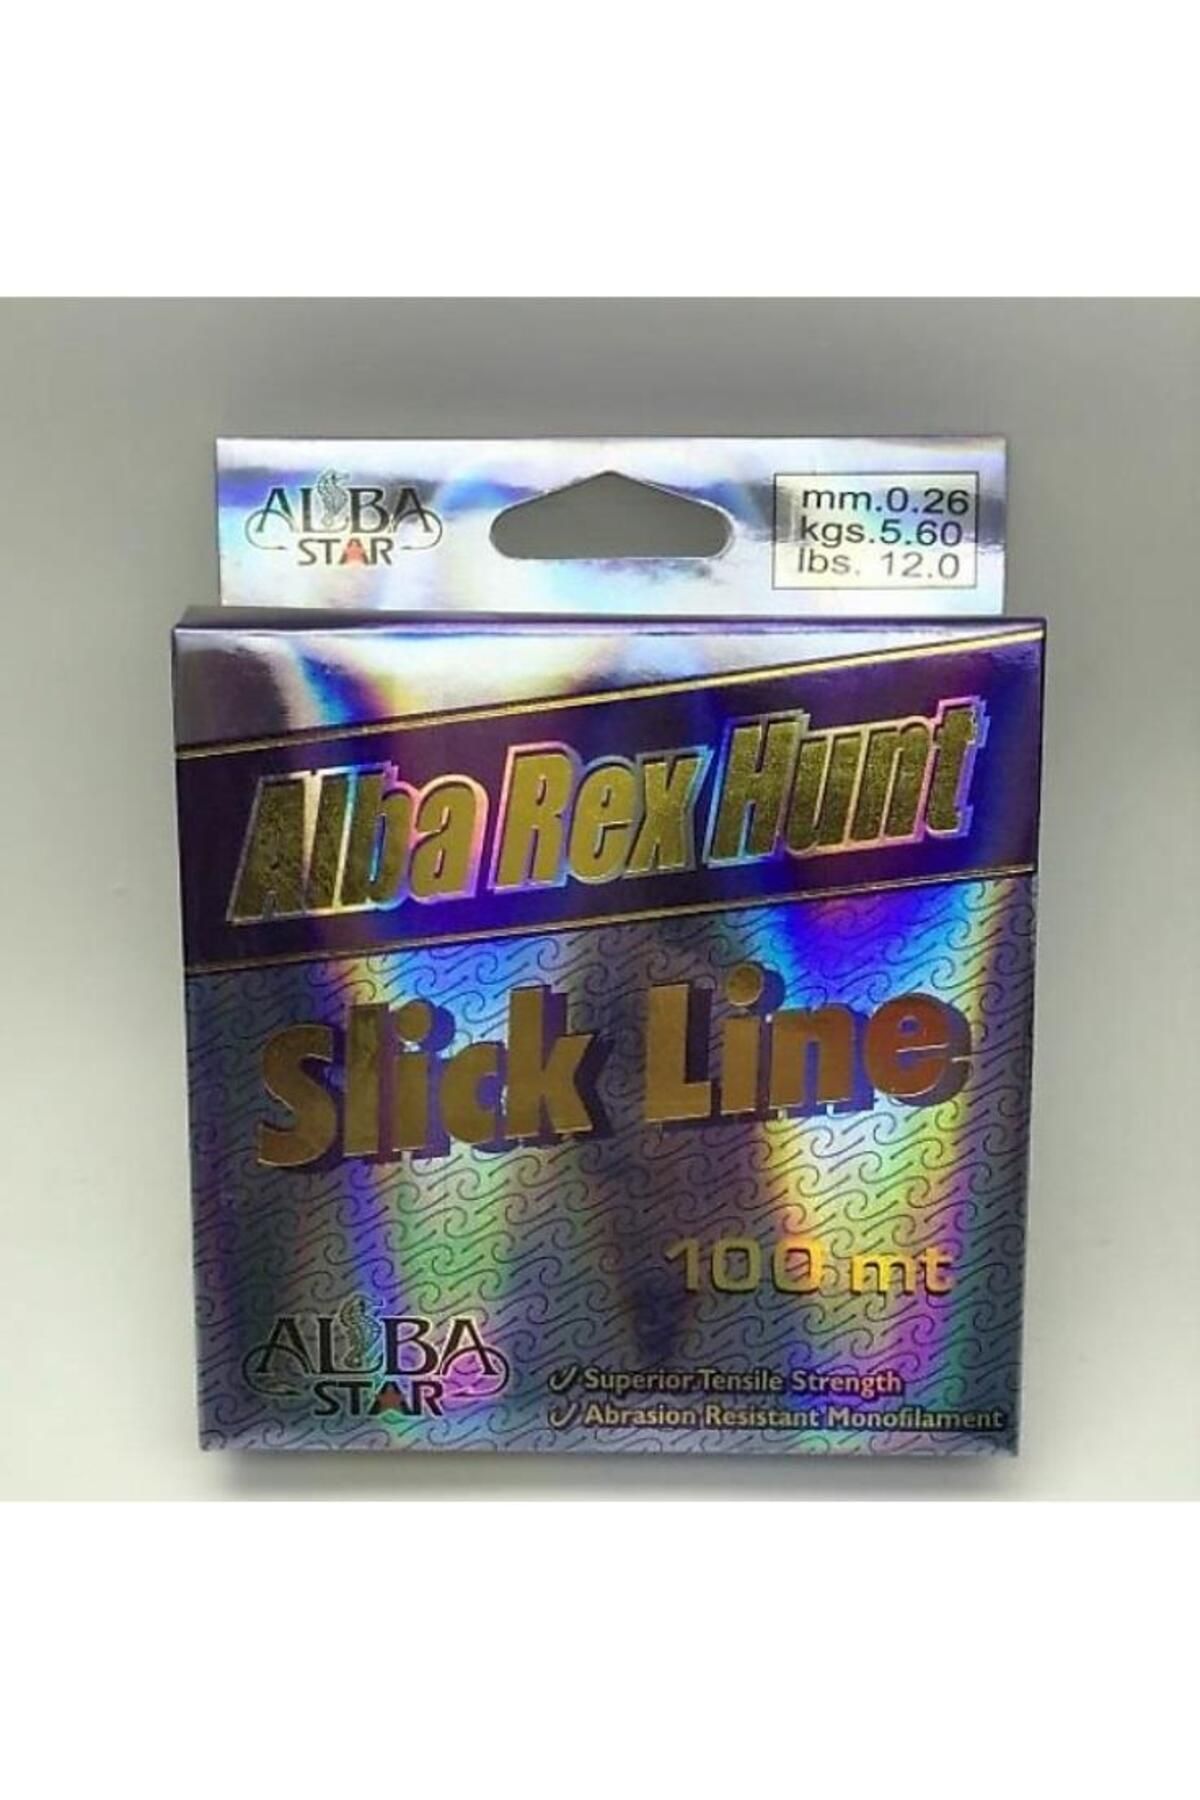 ALBA
STAR
mm.0.26
kgs.5.60
lbs. 12.0
Alba Rex Hunt
Slick Line
100 mt
ALBA
STAR
Superior Tensile Strength
Abrasion Resistant Monofilament